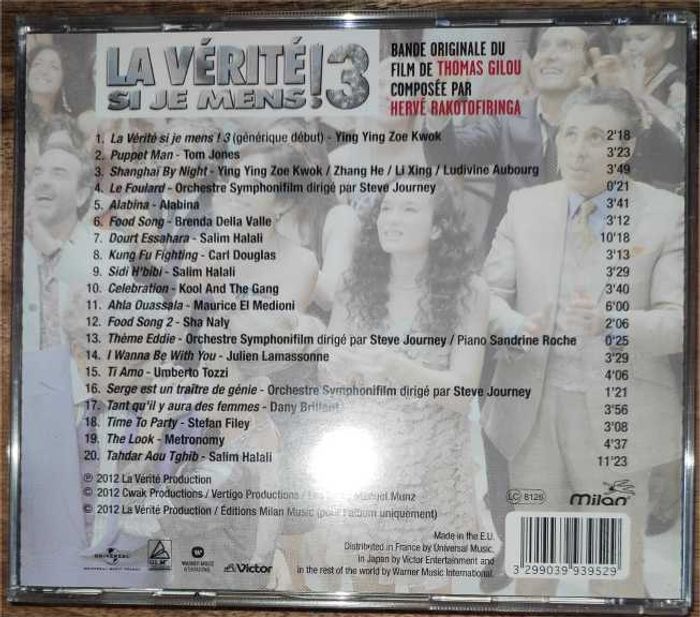 LA VÉRITÉ
SI JE MENS ! 3
BANDE ORIGINALE DU
FILM DE THOMAS GILOU
COMPOSÉE PAR
HERVÉ RAKOTOFIRINGA
1. La Vérité si je mens ! 3 (générique début) - Ying Ying Zoe Kwok 2'18
2. Puppet Man - Tom Jones 3'23
3. Shanghai By Night - Ying Ying Zoe Kwok / Zhang He / Li Xing / Ludivine Aubourg 3'49
4. Le Foulard - Orchestre Symphonifilm dirigé par Steve Journey 0'21
5. Alabina - Alabina 3'41
6. Food Song - Brenda Della Valle 3'12
7. Dourt Essahara - Salim Halali 10'18
8. Kung Fu Fighting - Carl Douglas 3'13
9. Sidi H'bibi - Salim Halali 3'29
10. Celebration - Kool And The Gang 3'40
11. Ahla Ouassala - Maurice El Medioni 6'00
12. Food Song 2 - Sha Naly 2'06
13. Thème Eddie - Orchestre Symphonifilm dirigé par Steve Journey / Piano Sandrine Roche 0'25
14. I Wanna Be With You - Julien Lamassonne 3'29
15. Ti Amo - Umberto Tozzi 4'06
16. Serge est un traître de génie - Orchestre Symphonifilm dirigé par Steve Journey 1'21
17. Tant qu'il y aura des femmes - Dany Brillant 3'56
18. Time To Party - Stefan Filey 3'08
19. The Look - Metronomy 4'37
20. Tahdar Aou Tghib - Salim Halali 11'23
℗ 2012 La Vérité Production
© 2012 Cwak Productions / Vertigo Productions / Manuel Munz
© 2012 La Vérité Production / Éditions Milan Music (pour l'album uniquement)
LC 8126
milan
UNIVERSAL
ULM
Victor
Made in the E.U.
Distributed in France by Universal Music,
in Japan by Victor Entertainment and
in the rest of the world by Warner Music International.
3 299039 939529